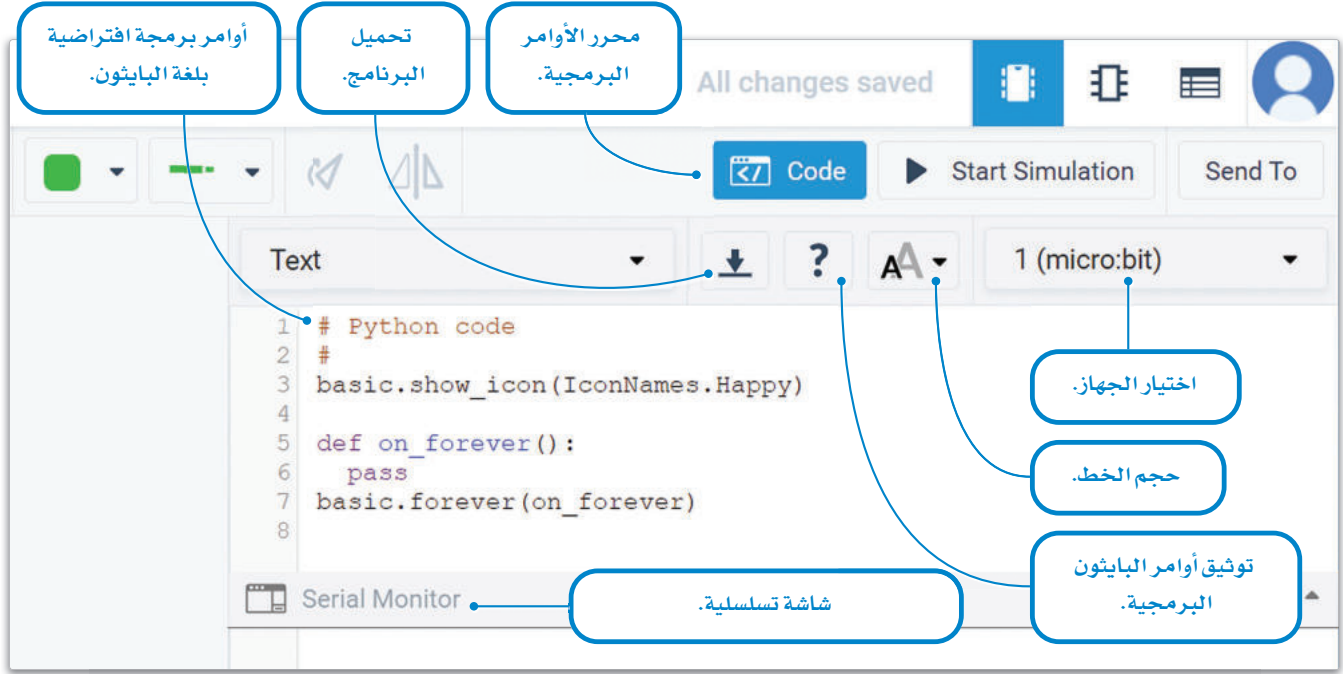 أوامر برمجة افتراضية
بلغة البايثون.
تحميل
البرنامج.
محرر الأوامر
البرمجية.
All changes saved
Code
Start Simulation
Send To
Text
?
AA
1 (micro:bit)
1 # Python code
2 #
3 basic.show_icon(IconNames.Happy)
4
5 def on_forever():
6   pass
7 basic.forever(on_forever)
8
اختيار الجهاز.
حجم الخط.
توثيق أوامر البايثون
البرمجية.
Serial Monitor
شاشة تسلسلية.